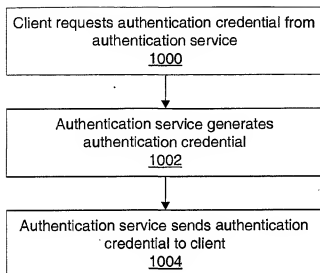 Client requests authentication credential from
authentication service
1000
Authentication service generates
authentication credential
1002
Authentication service sends authentication
credential to client
1004